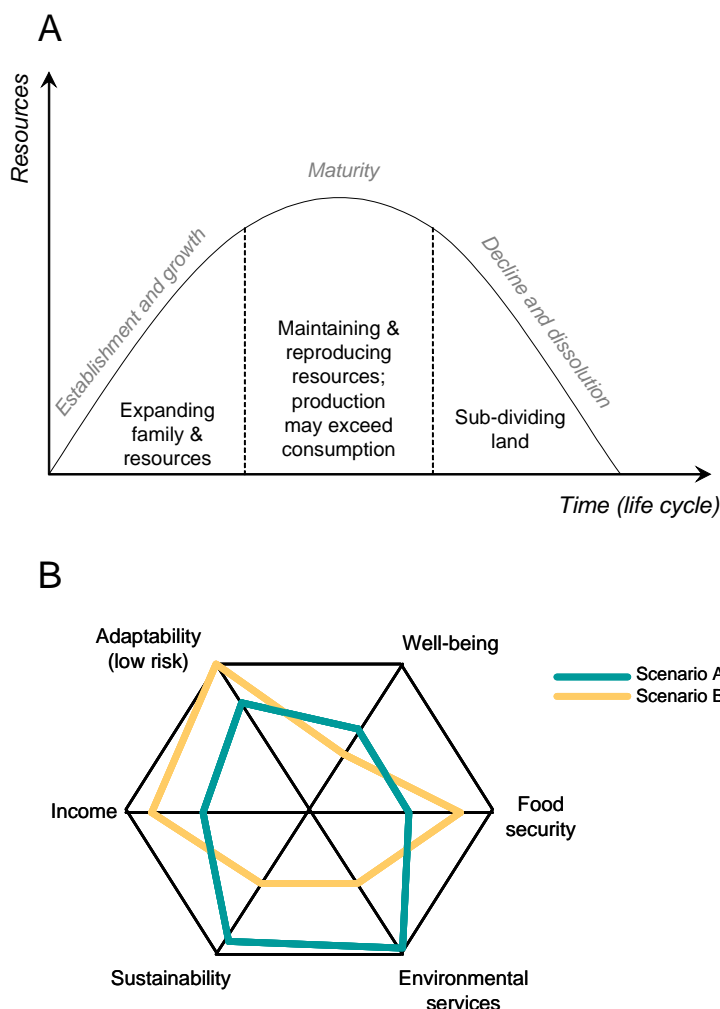 A
Resources
Maturity
Establishment and growth
Decline and dissolution
Expanding
family &
resources
Maintaining &
reproducing
resources;
production
may exceed
consumption
Sub-dividing
land
Time (life cycle)
B
Adaptability
(low risk)
Well-being
Scenario A
Scenario B
Income
Food
security
Sustainability
Environmental
services